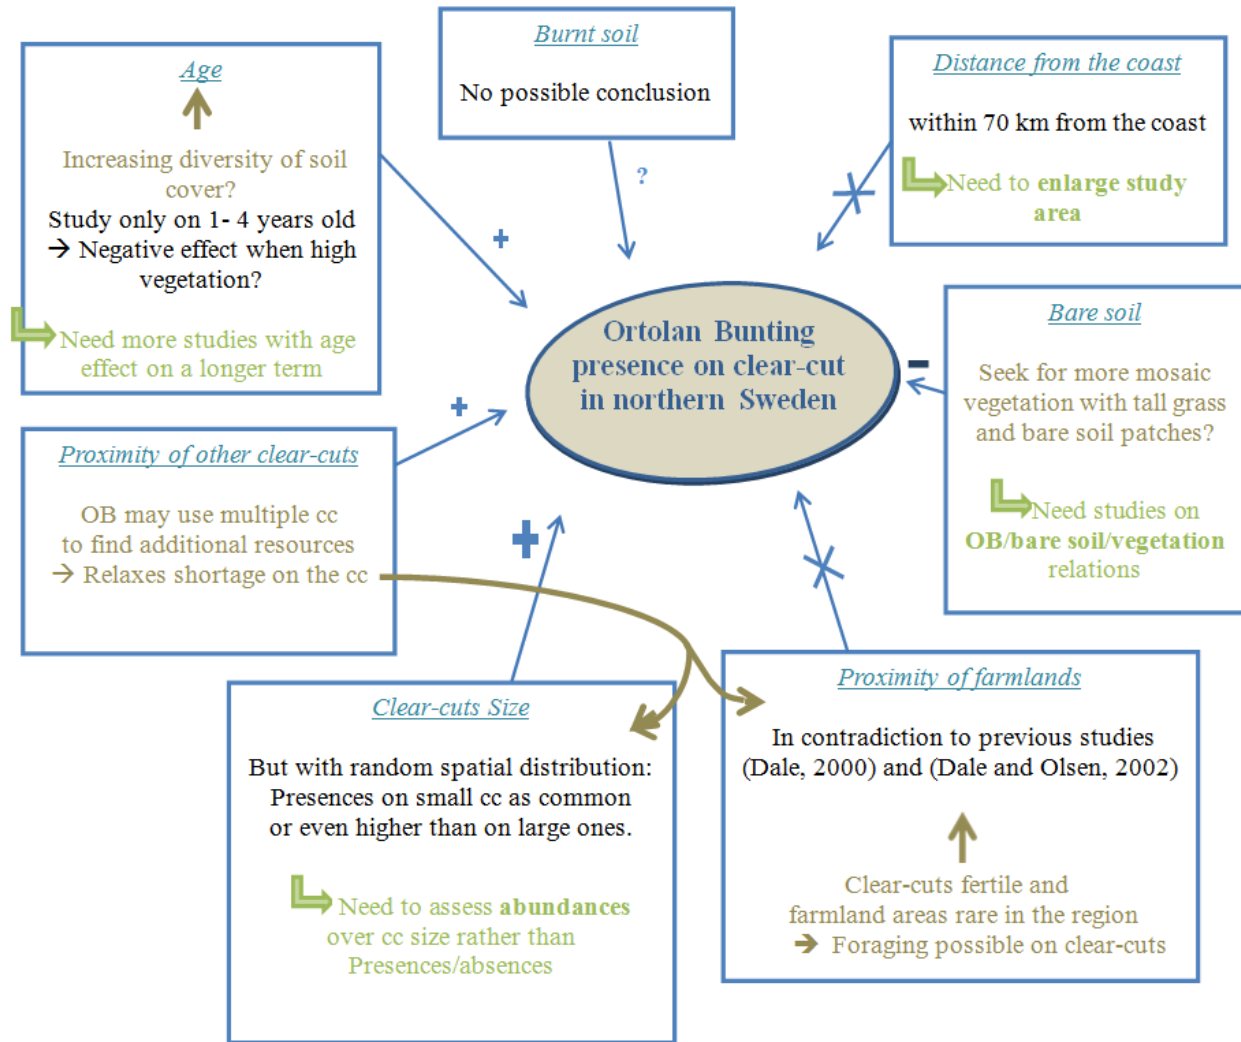 Burnt soil
No possible conclusion
?
Age
Increasing diversity of soil
cover?
Study only on 1- 4 years old
→ Negative effect when high
vegetation?
Need more studies with age
effect on a longer term
+
Distance from the coast
within 70 km from the coast
Need to enlarge study
area
Ortolan Bunting
presence on clear-cut
in northern Sweden
-
Bare soil
Seek for more mosaic
vegetation with tall grass
and bare soil patches?
Need studies on
OB/bare soil/vegetation
relations
+
Proximity of other clear-cuts
OB may use multiple cc
to find additional resources
→ Relaxes shortage on the cc
+
Clear-cuts Size
But with random spatial distribution:
Presences on small cc as common
or even higher than on large ones.
Need to assess abundances
over cc size rather than
Presences/absences
Proximity of farmlands
In contradiction to previous studies
(Dale, 2000) and (Dale and Olsen, 2002)
Clear-cuts fertile and
farmland areas rare in the region
→ Foraging possible on clear-cuts